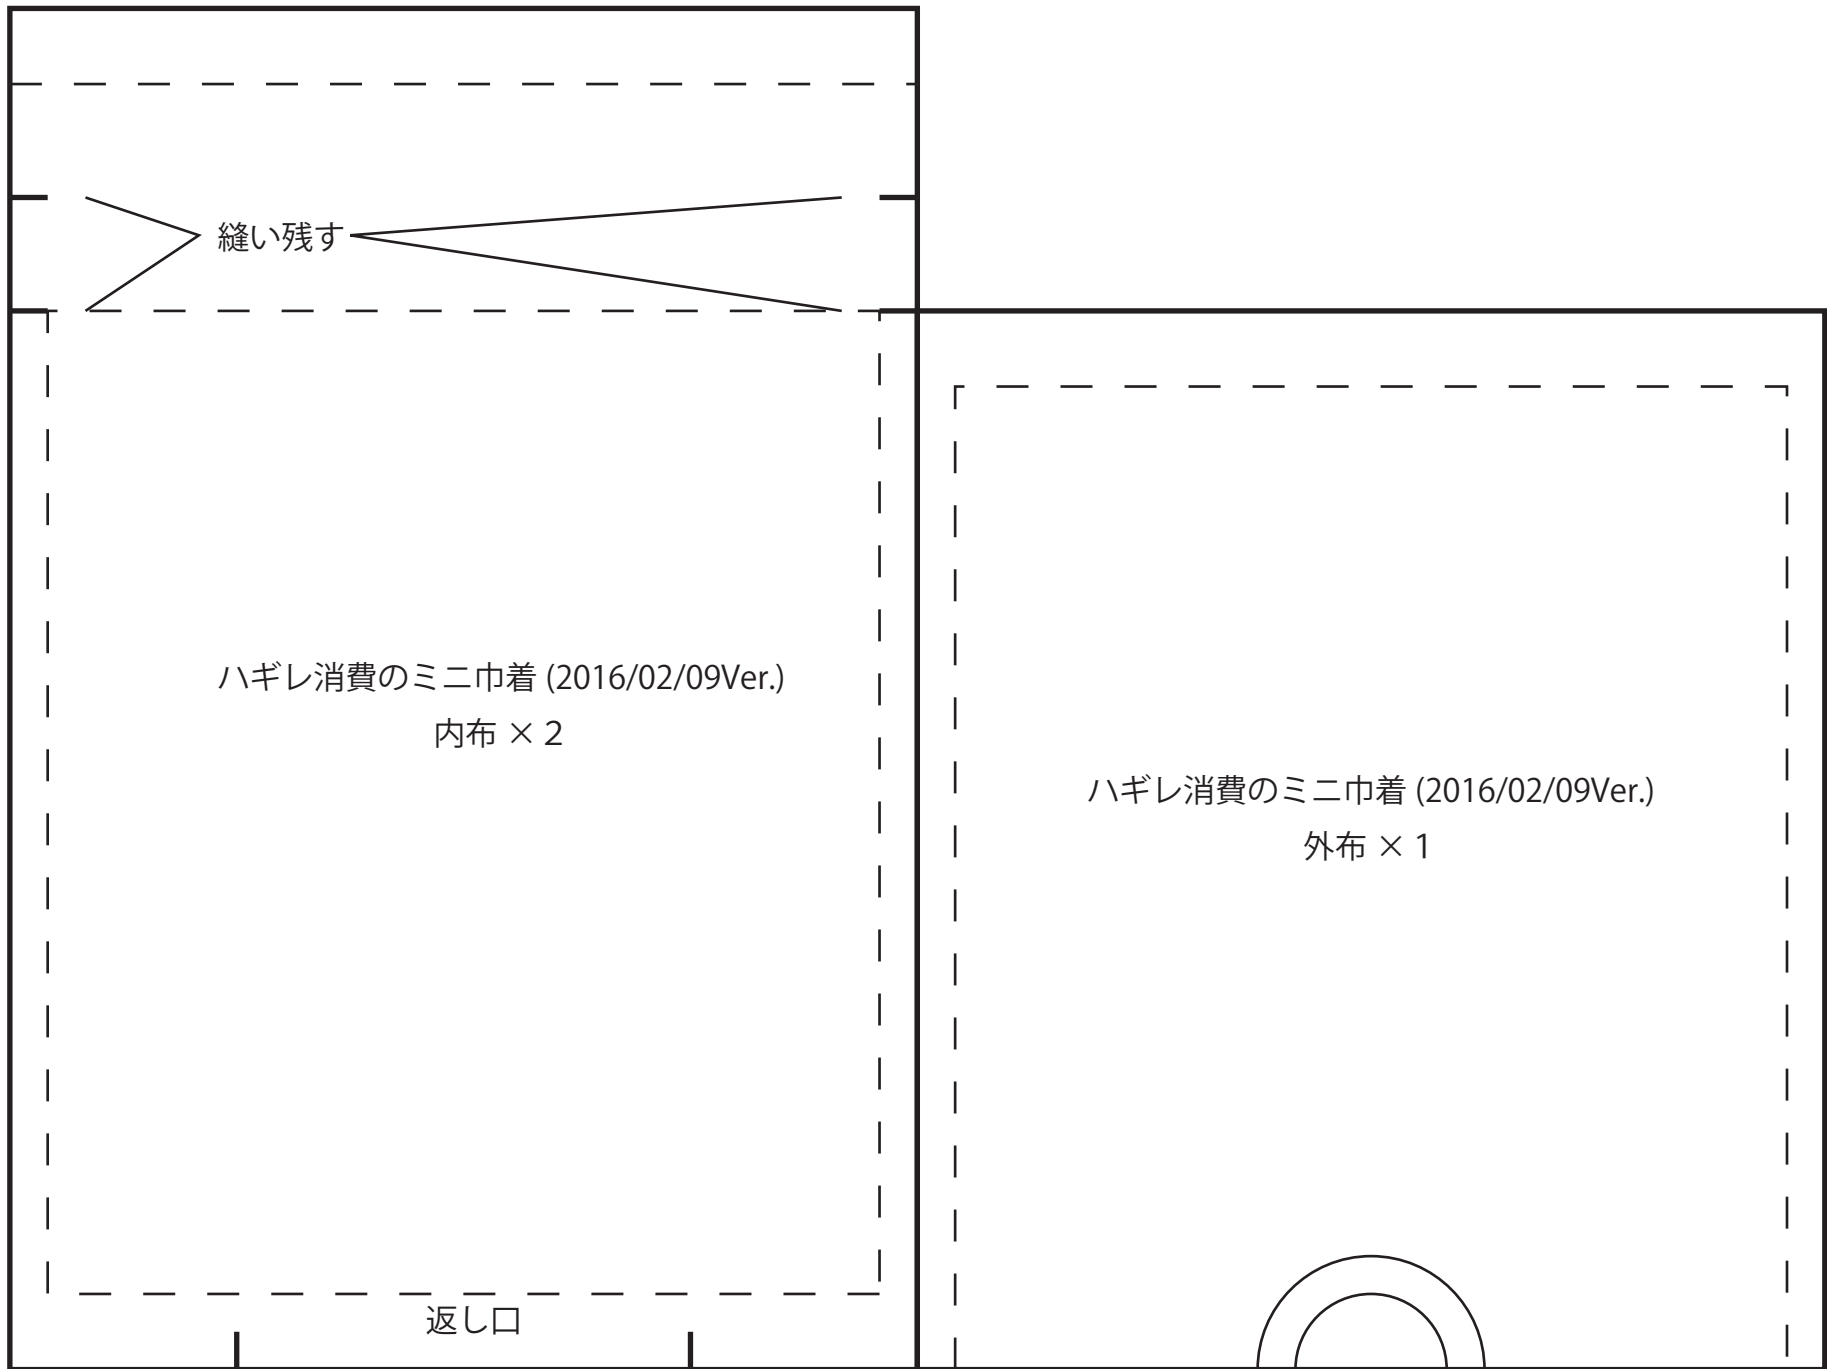 縫い残す
ハギレ消費のミニ巾着 (2016/02/09Ver.)
内布 × 2
返し口
ハギレ消費のミニ巾着 (2016/02/09Ver.)
外布 × 1